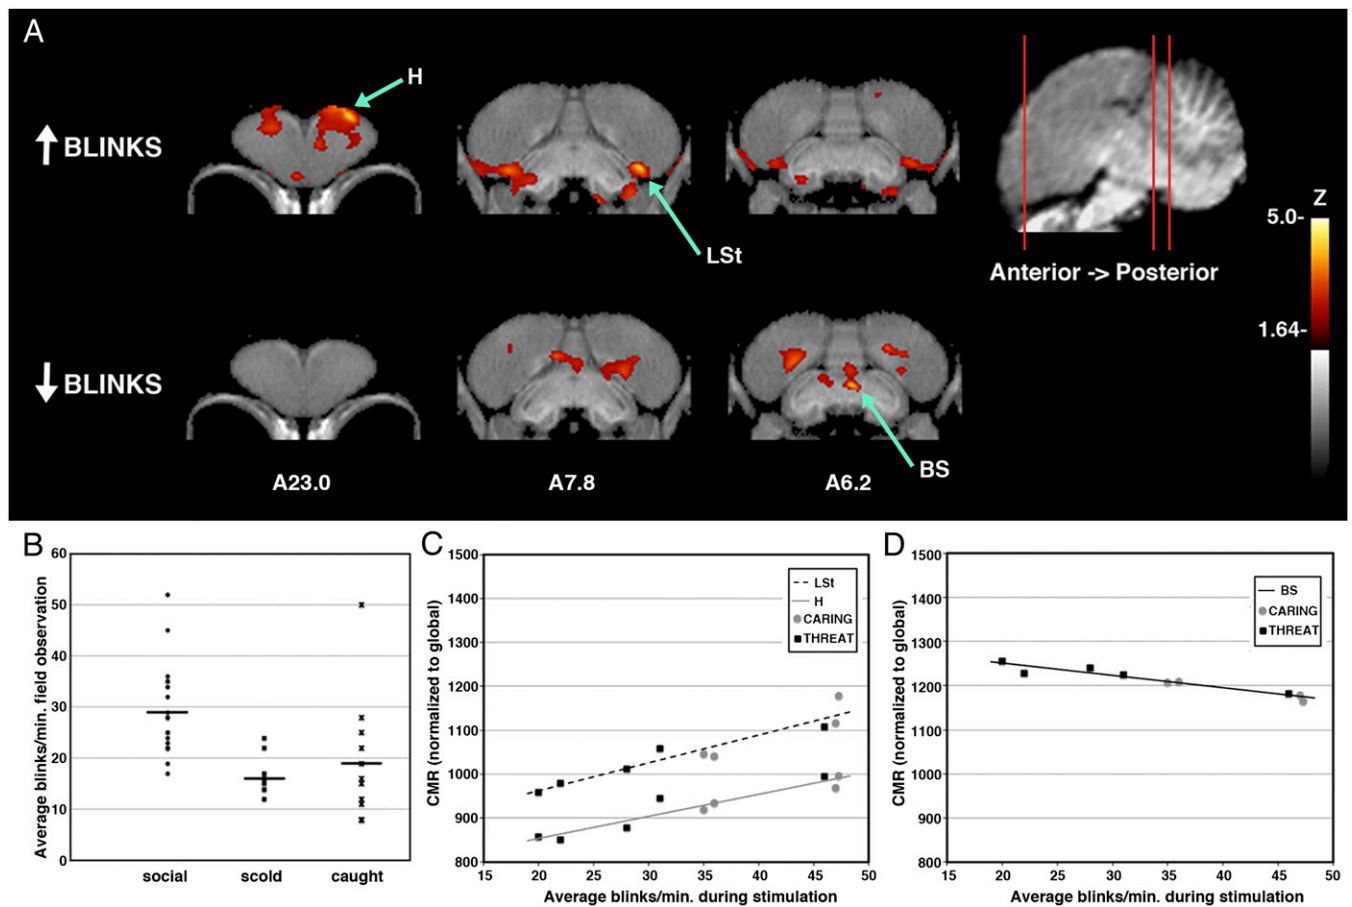 A
H
↑ BLINKS
LSt
Z
5.0-
Anterior -> Posterior
1.64-
↓ BLINKS
BS
A23.0 A7.8 A6.2
B
Average blinks/min. field observation
60
50
40
30
20
10
0
social scold caught
C
CMR (normalized to global)
1500
1400
1300
1200
1100
1000
900
800
LSt
H
CARING
THREAT
15 20 25 30 35 40 45 50
Average blinks/min. during stimulation
D
CMR (normalized to global)
1500
1400
1300
1200
1100
1000
900
800
BS
CARING
THREAT
15 20 25 30 35 40 45 50
Average blinks/min. during stimulation